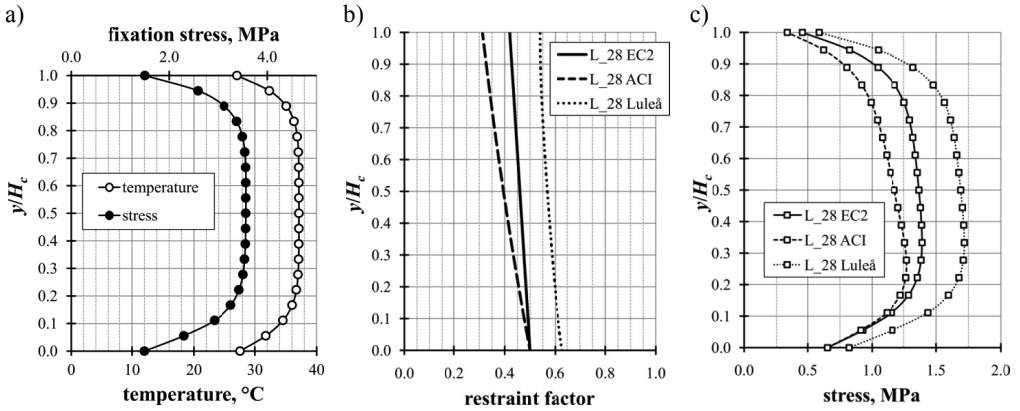 a)
fixation stress, MPa
0.0 2.0 4.0
1.0
0.9
0.8
0.7
0.6
0.5
0.4
0.3
0.2
0.1
0.0
y/Hc
temperature
stress
0 10 20 30 40
temperature, °C
b)
1.0
0.9
0.8
0.7
0.6
0.5
0.4
0.3
0.2
0.1
0.0
y/Hc
L_28 EC2
L_28 ACI
L_28 Luleå
0.0 0.2 0.4 0.6 0.8 1.0
restraint factor
c)
1.0
0.9
0.8
0.7
0.6
0.5
0.4
0.3
0.2
0.1
0.0
y/Hc
L_28 EC2
L_28 ACI
L_28 Luleå
0.0 0.5 1.0 1.5 2.0
stress, MPa